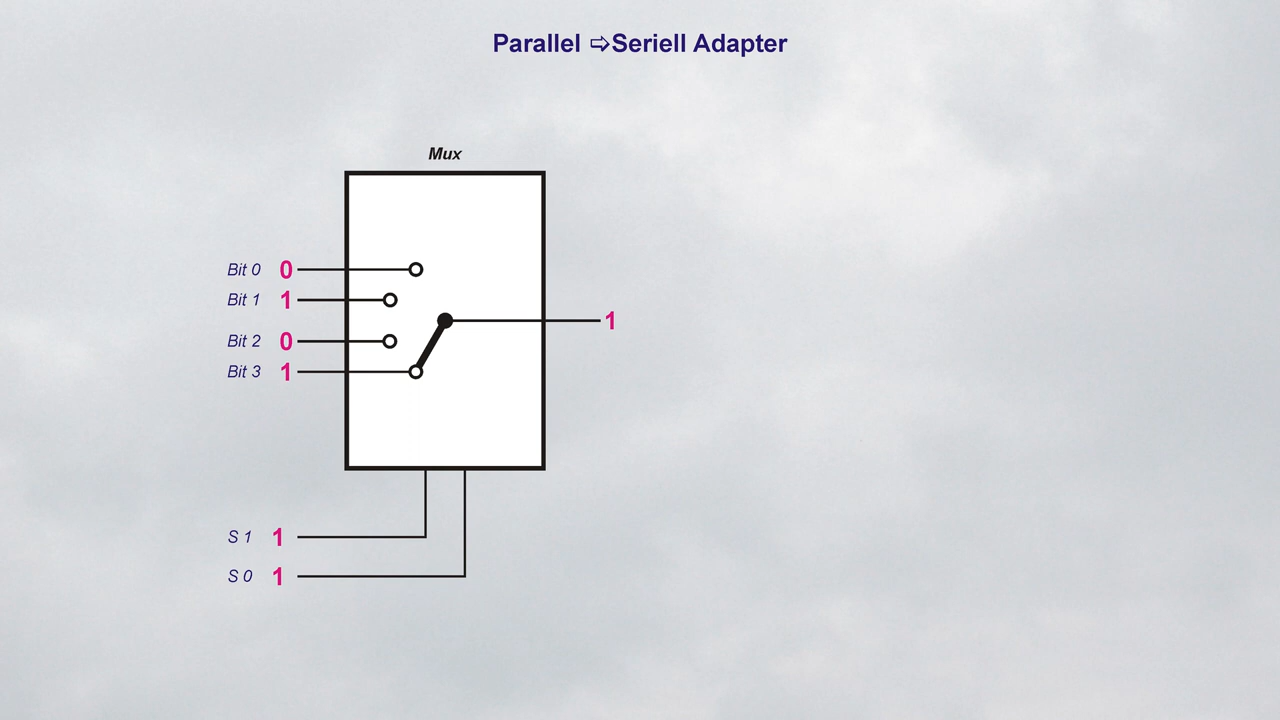 Parallel ⇨Seriell Adapter
Mux
Bit 0 0
Bit 1 1
1
Bit 2 0
Bit 3 1
S 1 1
S 0 1